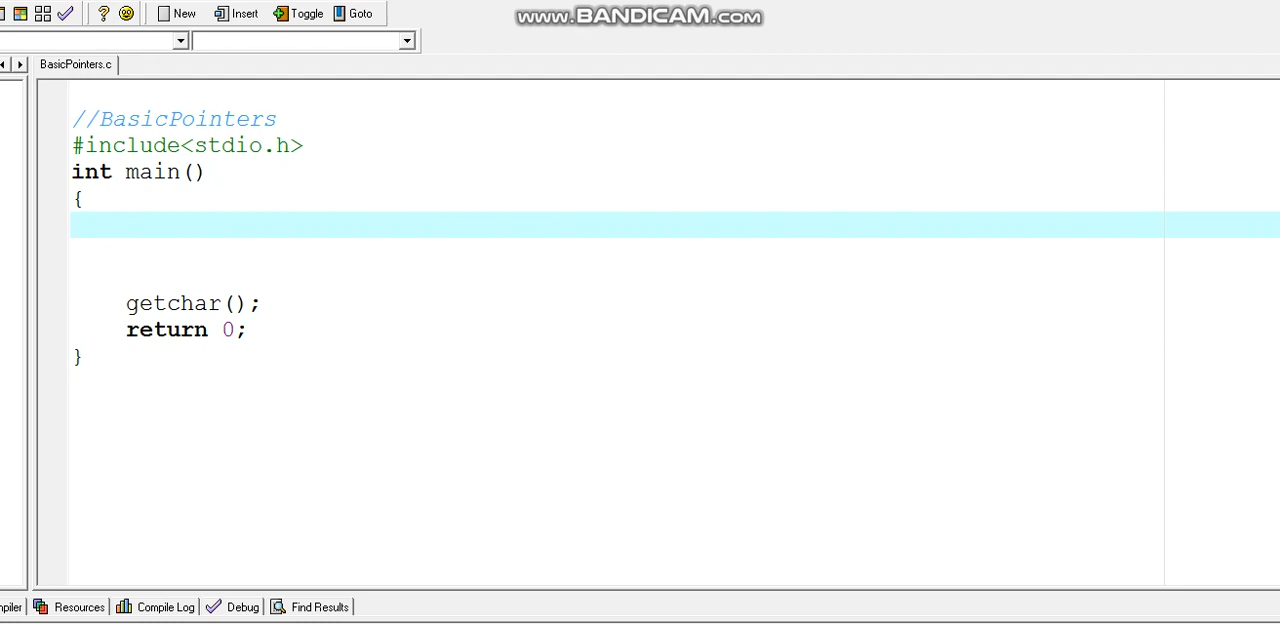 New Insert Toggle Goto
www.BANDICAM.com
BasicPointers.c
//BasicPointers
#include<stdio.h>
int main()
{
getchar();
return 0;
}
Resources Compile Log Debug Find Results